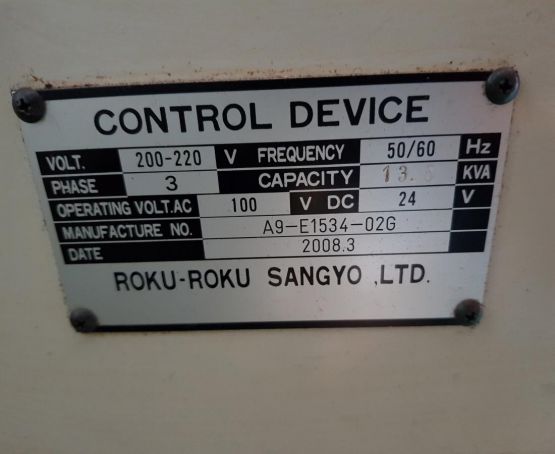 CONTROL DEVICE
VOLT. 200-220 V FREQUENCY 50/60 Hz
PHASE 3 CAPACITY KVA
OPERATING VOLT.AC 100 V DC 24 V
MANUFACTURE NO. A9-E1534-02G
DATE 2008.3
ROKU-ROKU SANGYO ,LTD.